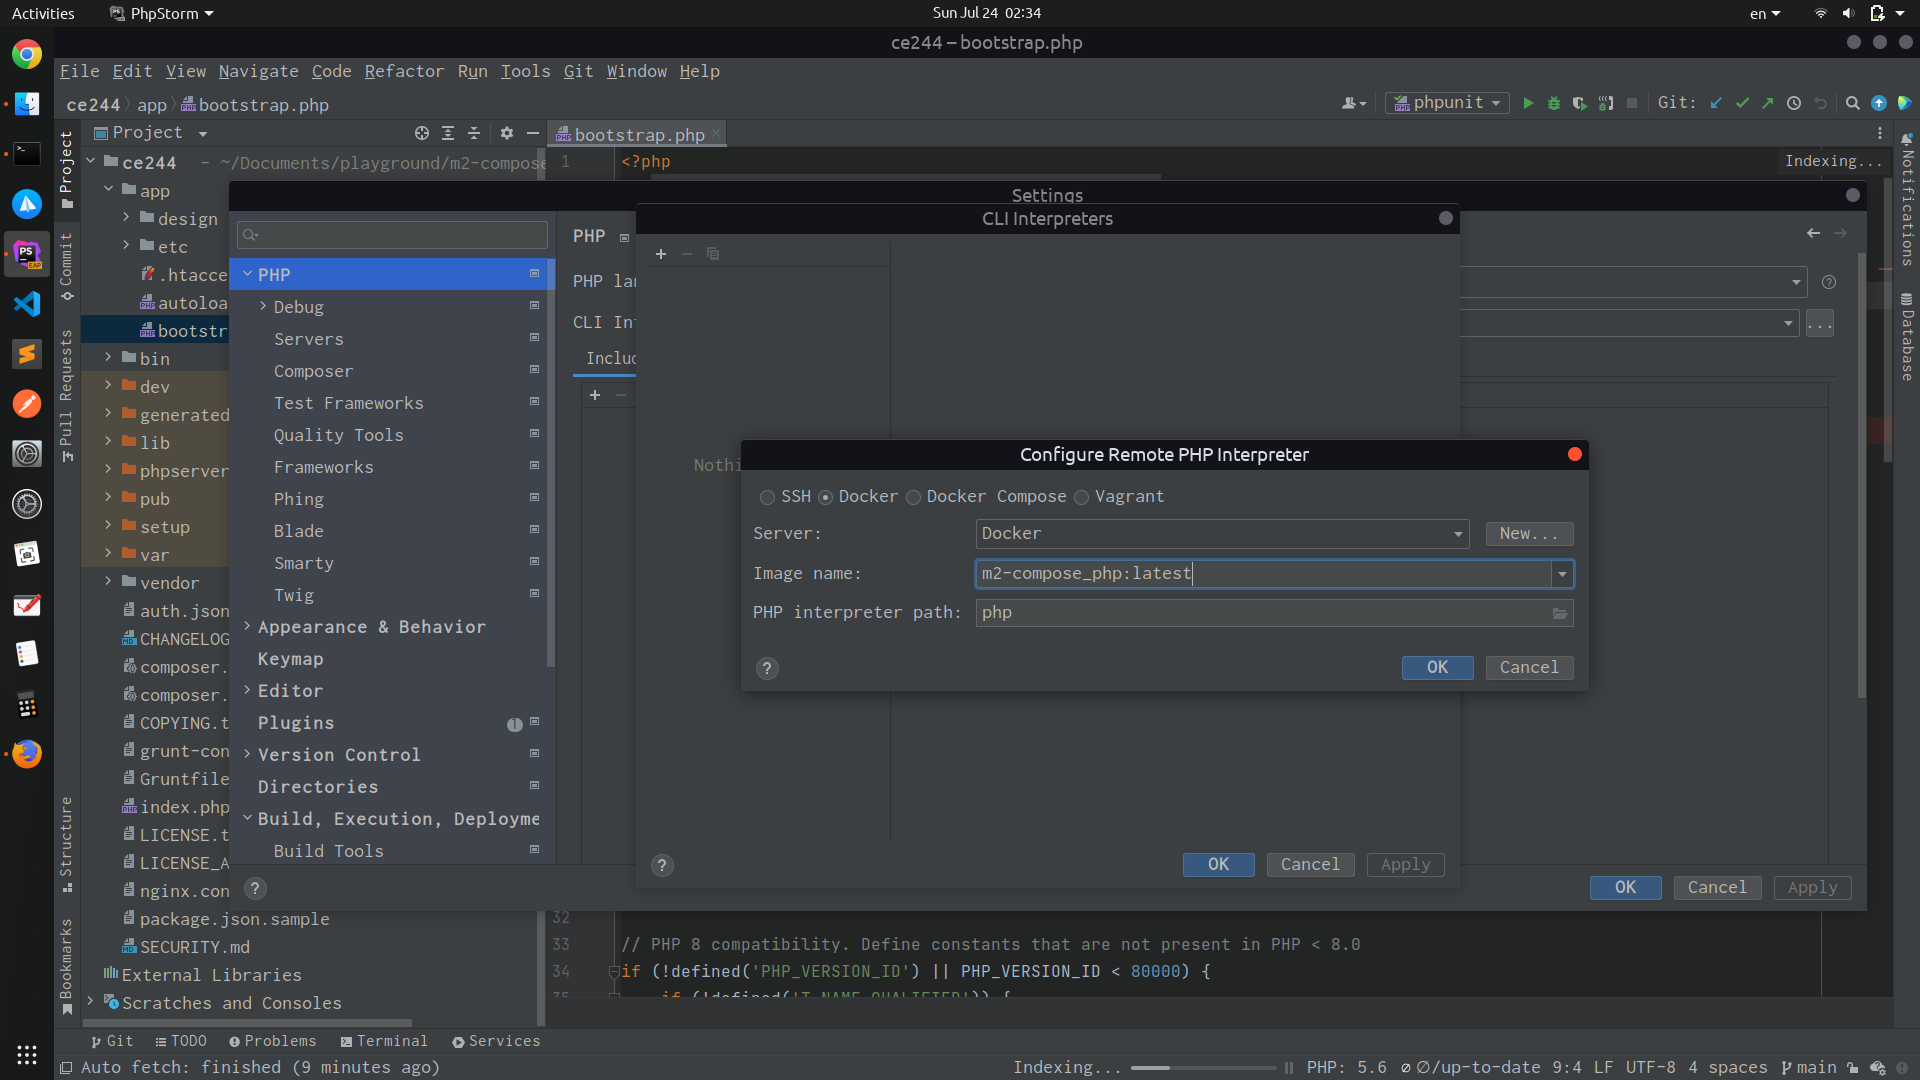 Activities PhpStorm Sun Jul 24 02:34 en
ce244 – bootstrap.php
File Edit View Navigate Code Refactor Run Tools Git Window Help
ce244 app bootstrap.php phpunit Git:
Project bootstrap.php
ce244 – ~/Documents/playground/m2-compose 1 <?php Indexing...
app
design
etc
.htacce
autoloa
bootstr
bin
dev
generated
lib
phpserver
pub
setup
var
vendor
auth.json
CHANGELOG
composer.
composer.
COPYING.t
grunt-con
Gruntfile
index.php
LICENSE.t
LICENSE_A
nginx.con
package.json.sample
SECURITY.md
External Libraries
Scratches and Consoles
Project
Commit
Pull Requests
Structure
Bookmarks
Notifications
Database
Settings
PHP
Debug
Servers
Composer
Test Frameworks
Quality Tools
Frameworks
Phing
Blade
Smarty
Twig
Appearance & Behavior
Keymap
Editor
Plugins 1
Version Control
Directories
Build, Execution, Deployme
Build Tools
?
PHP
PHP lan
CLI Int
...
Includ
OK Cancel Apply
CLI Interpreters
Nothi
? OK Cancel Apply
Configure Remote PHP Interpreter
SSH Docker Docker Compose Vagrant
Server: Docker New...
Image name: m2-compose_php:latest
PHP interpreter path: php
? OK Cancel
32
33 // PHP 8 compatibility. Define constants that are not present in PHP < 8.0
34 if (!defined('PHP_VERSION_ID') || PHP_VERSION_ID < 80000) {
35 if (!defined('T_NAME_QUALIFIED')) {
Git TODO Problems Terminal Services
Auto fetch: finished (9 minutes ago) Indexing... PHP: 5.6 ∅/up-to-date 9:4 LF UTF-8 4 spaces main